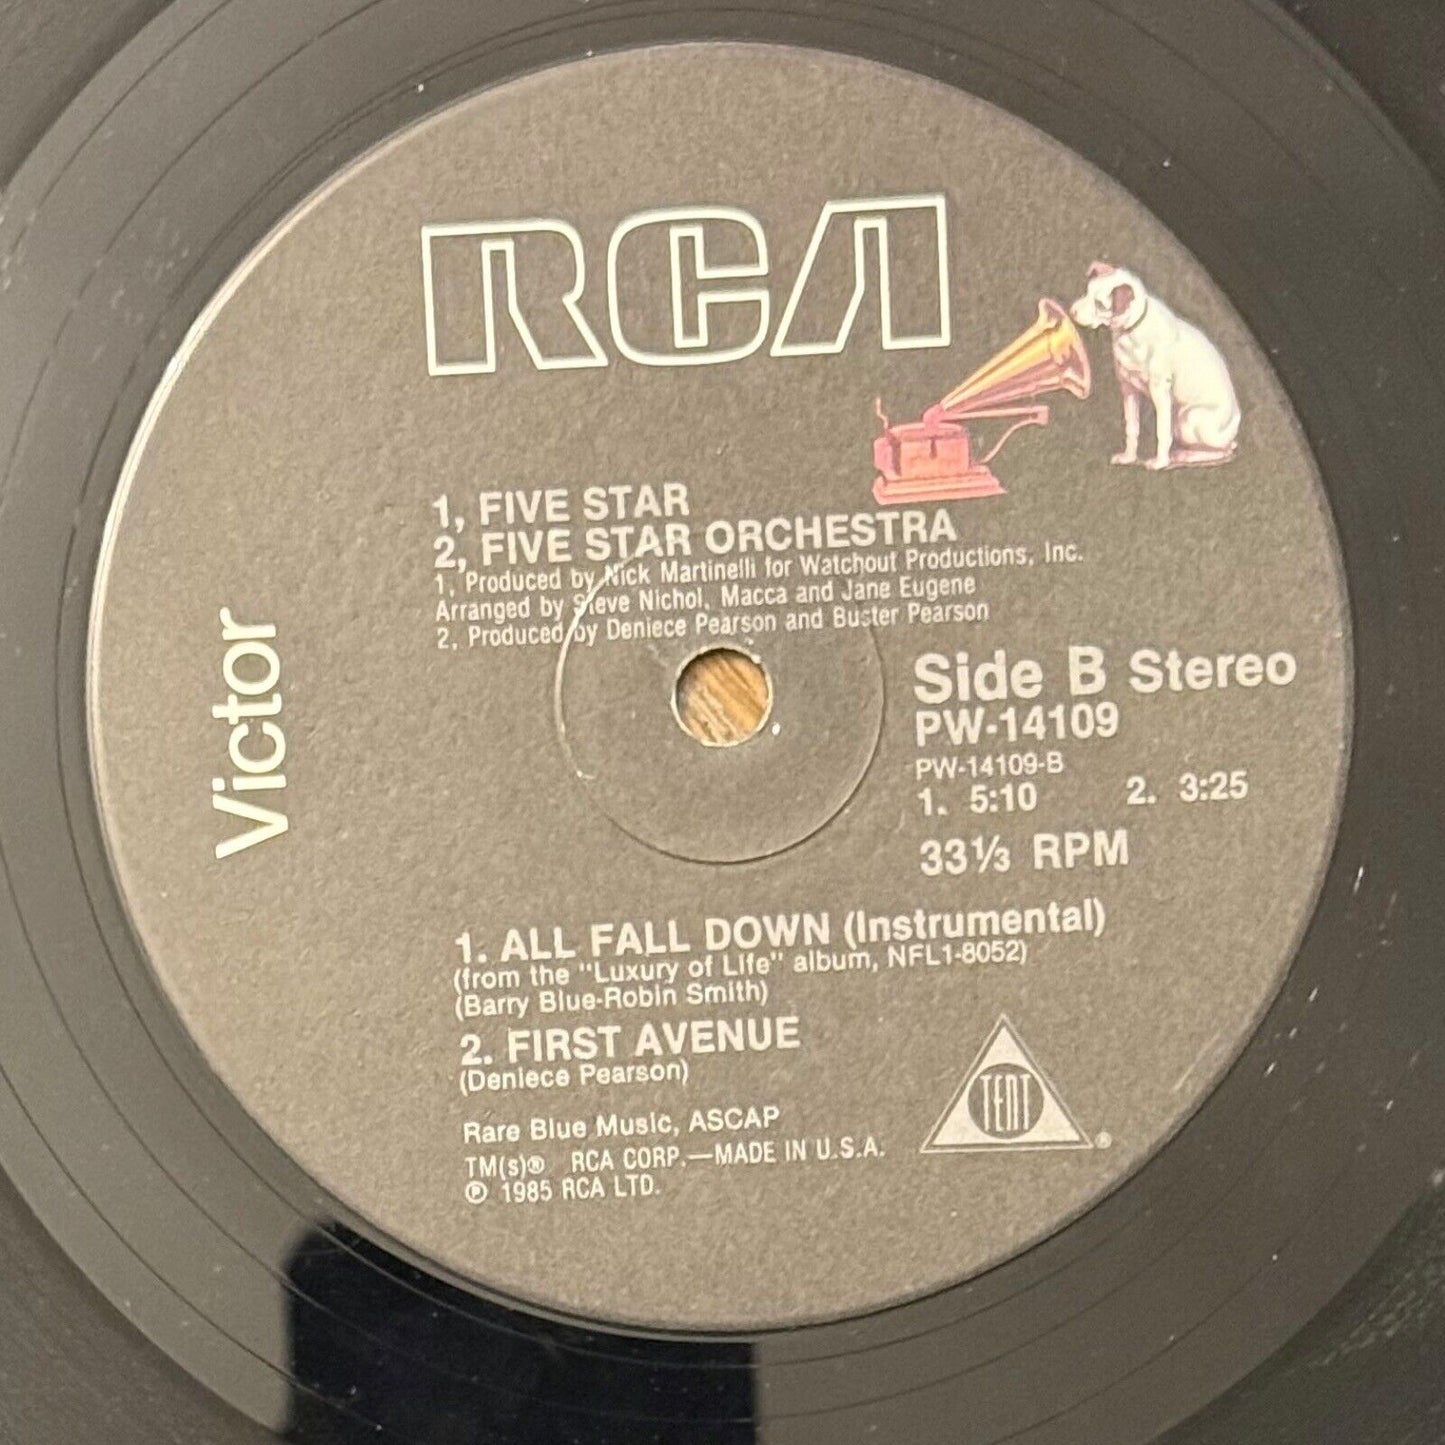 RCA
Victor
1, FIVE STAR
2, FIVE STAR ORCHESTRA
1, Produced by Nick Martinelli for Watchout Productions, Inc.
Arranged by Steve Nichol, Macca and Jane Eugene
2, Produced by Deniece Pearson and Buster Pearson
Side B Stereo
PW-14109
PW-14109-B
1. 5:10 2. 3:25
33⅓ RPM
1. ALL FALL DOWN (Instrumental)
(from the "Luxury of Life" album, NFL1-8052)
(Barry Blue-Robin Smith)
2. FIRST AVENUE
(Deniece Pearson)
Rare Blue Music, ASCAP
TM(s)® RCA CORP.—MADE IN U.S.A.
℗ 1985 RCA LTD.
TENT
®